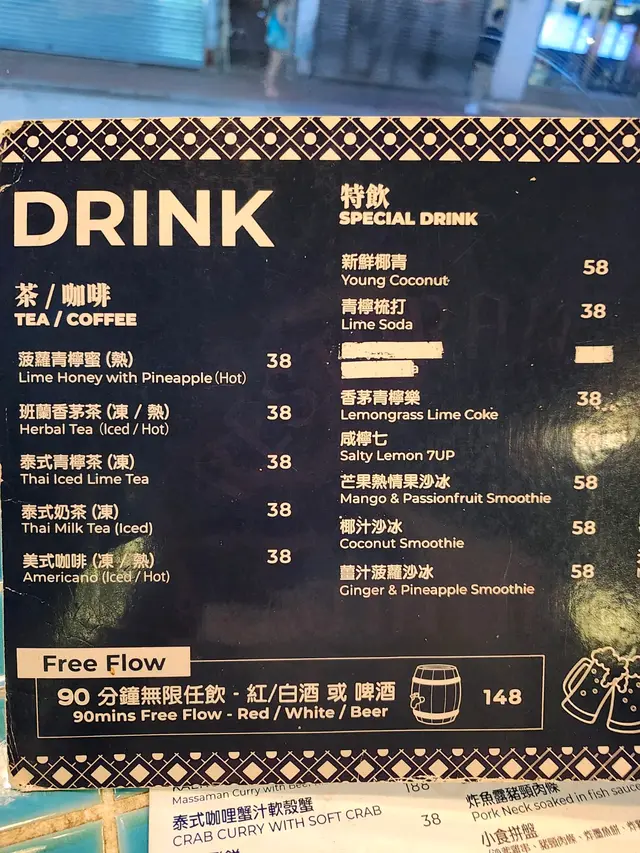 DRINK
茶 / 咖啡
TEA / COFFEE
菠蘿青檸蜜 (熱) 38
Lime Honey with Pineapple (Hot)
班蘭香茅茶 (凍 / 熱) 38
Herbal Tea (Iced / Hot)
泰式青檸茶 (凍) 38
Thai Iced Lime Tea
泰式奶茶 (凍) 38
Thai Milk Tea (Iced)
美式咖啡 (凍 / 熱) 38
Americano (Iced / Hot)
特飲
SPECIAL DRINK
新鮮椰青 58
Young Coconut
青檸梳打 38
Lime Soda
香茅青檸樂 38
Lemongrass Lime Coke
咸檸七
Salty Lemon 7UP
芒果熱情果沙冰 58
Mango & Passionfruit Smoothie
椰汁沙冰 58
Coconut Smoothie
薑汁菠蘿沙冰 58
Ginger & Pineapple Smoothie
Free Flow
90 分鐘無限任飲 - 紅/白酒 或 啤酒 148
90mins Free Flow - Red / White / Beer
Massaman Curry with Beef
泰式咖哩蟹汁軟殼蟹 38
CRAB CURRY WITH SOFT CRAB
炸魚露豬頸肉條
Pork Neck soaked in fish sauce
小食拼盤